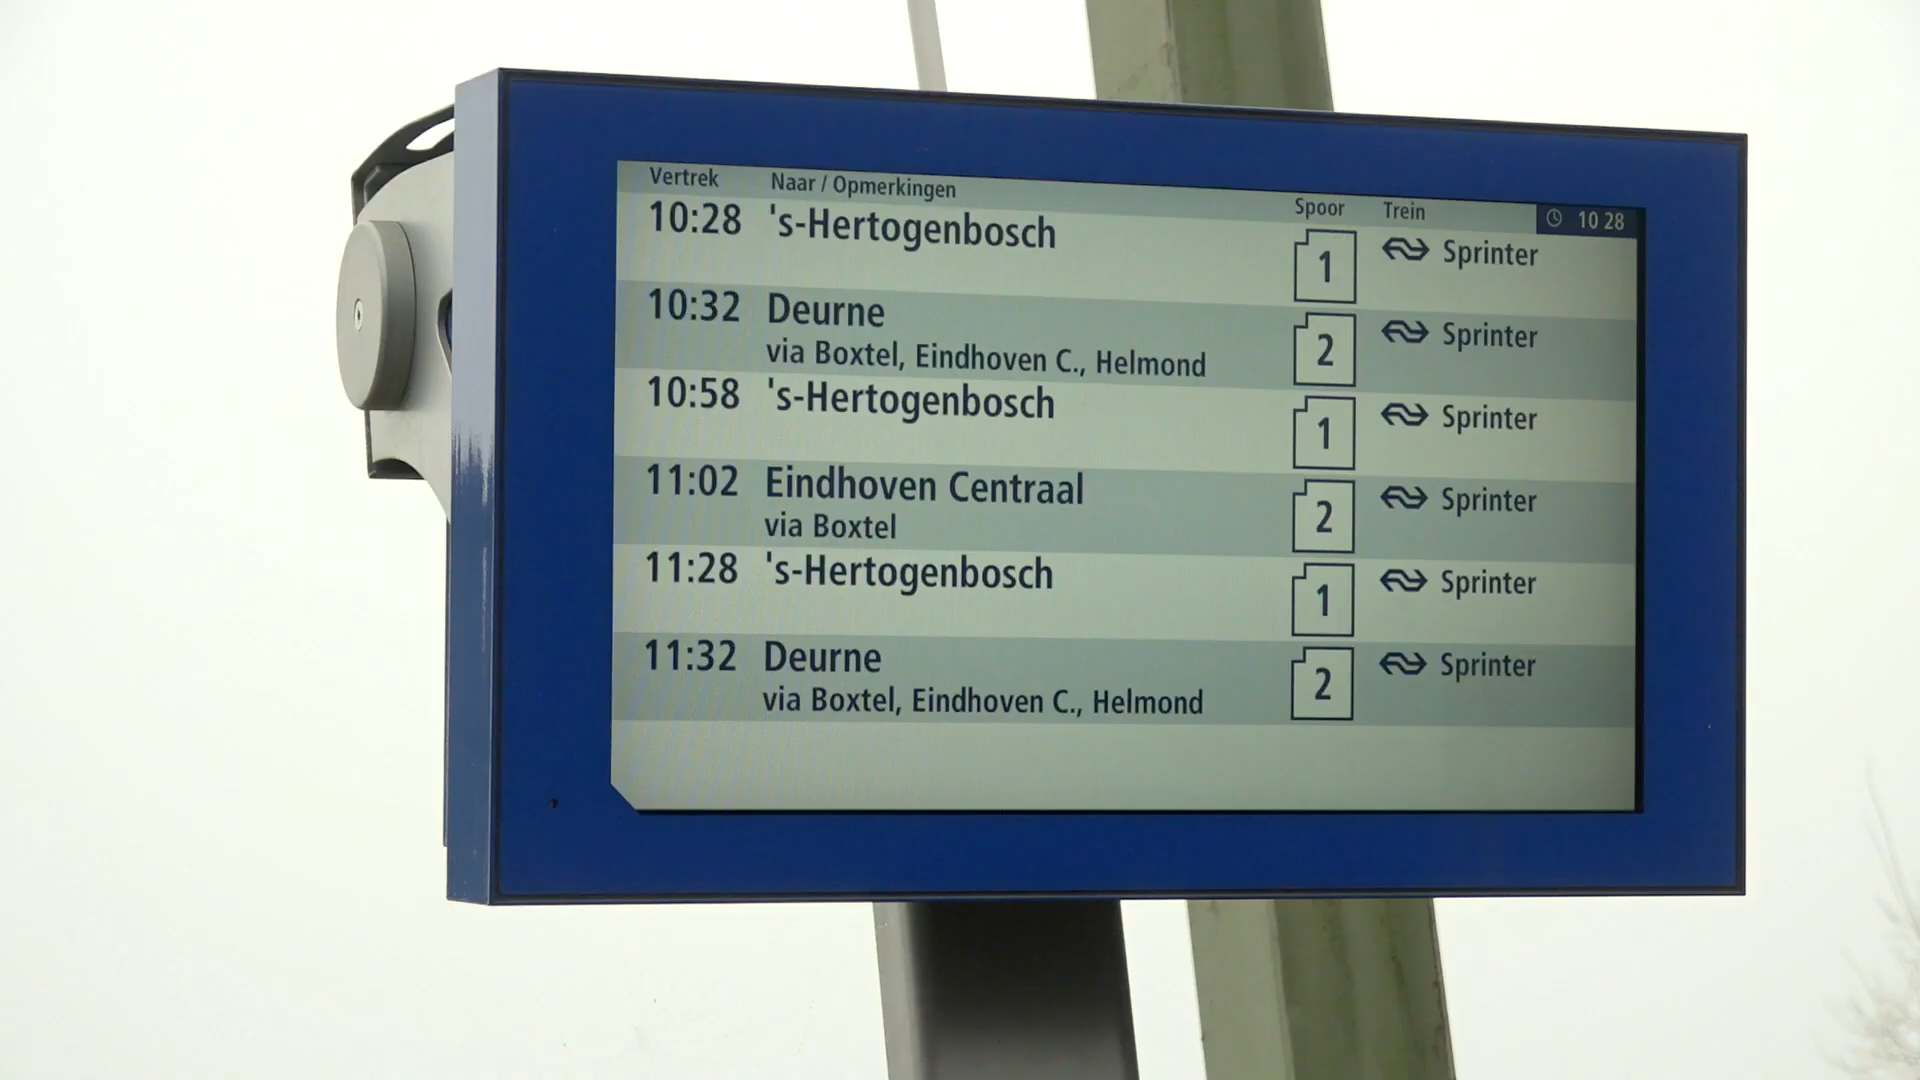 Vertrek Naar / Opmerkingen Spoor Trein 10 28
10:28 's-Hertogenbosch 1 Sprinter
10:32 Deurne 2 Sprinter
via Boxtel, Eindhoven C., Helmond
10:58 's-Hertogenbosch 1 Sprinter
11:02 Eindhoven Centraal 2 Sprinter
via Boxtel
11:28 's-Hertogenbosch 1 Sprinter
11:32 Deurne 2 Sprinter
via Boxtel, Eindhoven C., Helmond